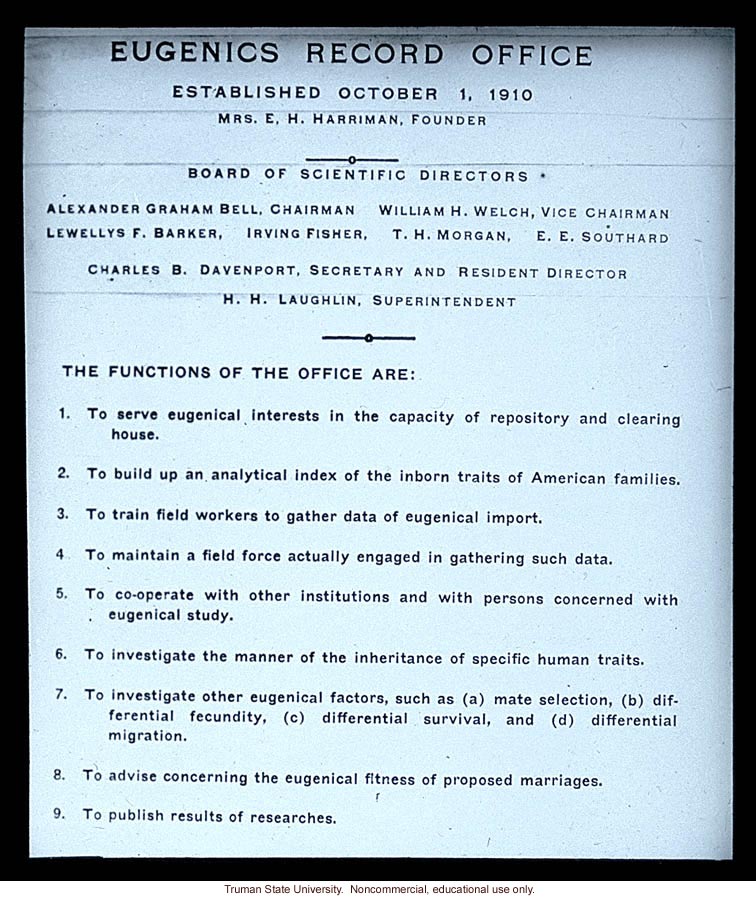 EUGENICS RECORD OFFICE
ESTABLISHED OCTOBER 1, 1910
MRS. E. H. HARRIMAN, FOUNDER
BOARD OF SCIENTIFIC DIRECTORS
ALEXANDER GRAHAM BELL, CHAIRMAN WILLIAM H. WELCH, VICE CHAIRMAN
LEWELLYS F. BARKER, IRVING FISHER, T. H. MORGAN, E. E. SOUTHARD
CHARLES B. DAVENPORT, SECRETARY AND RESIDENT DIRECTOR
H. H. LAUGHLIN, SUPERINTENDENT
THE FUNCTIONS OF THE OFFICE ARE:
1. To serve eugenical interests in the capacity of repository and clearing
house.
2. To build up an analytical index of the inborn traits of American families.
3. To train field workers to gather data of eugenical import.
4 To maintain a field force actually engaged in gathering such data.
5. To co-operate with other institutions and with persons concerned with
eugenical study.
6. To investigate the manner of the inheritance of specific human traits.
7. To investigate other eugenical factors, such as (a) mate selection, (b) dif-
ferential fecundity, (c) differential survival, and (d) differential
migration.
8. To advise concerning the eugenical fitness of proposed marriages.
9. To publish results of researches.
Truman State University. Noncommercial, educational use only.